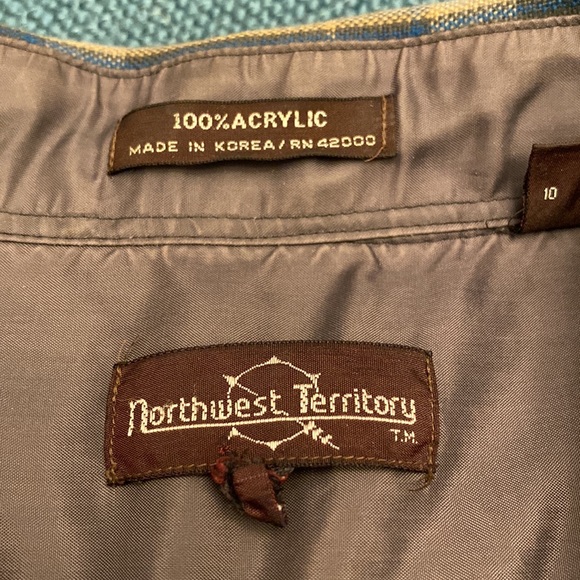 100% ACRYLIC
MADE IN KOREA/RN 42000
10
Northwest Territory
T.M.